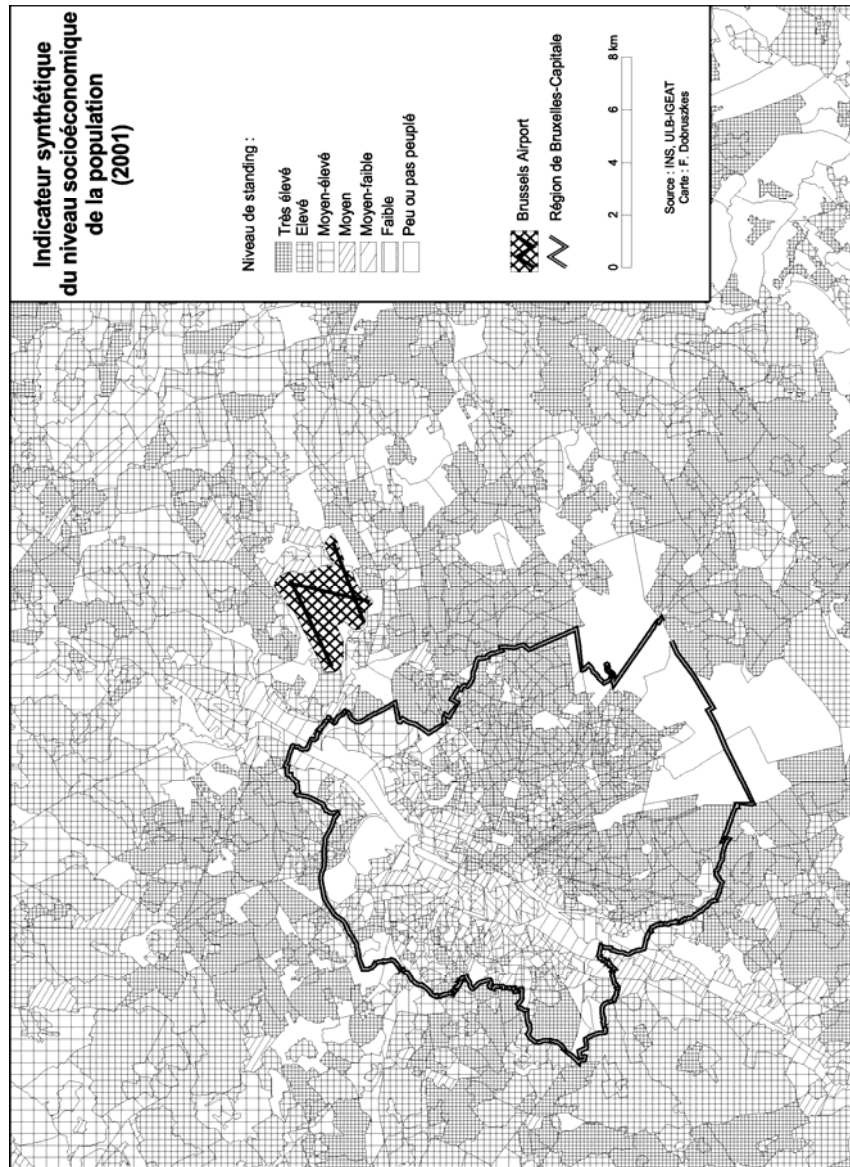 Indicateur synthétique
du niveau socioéconomique
de la population
(2001)
Niveau de standing :
Très élevé
Elevé
Moyen-élevé
Moyen
Moyen-faible
Faible
Peu ou pas peuplé
Brussels Airport
Région de Bruxelles-Capitale
0 2 4 6 8 km
Source : INS, ULB-IGEAT
Carte : F. Dobruszkes